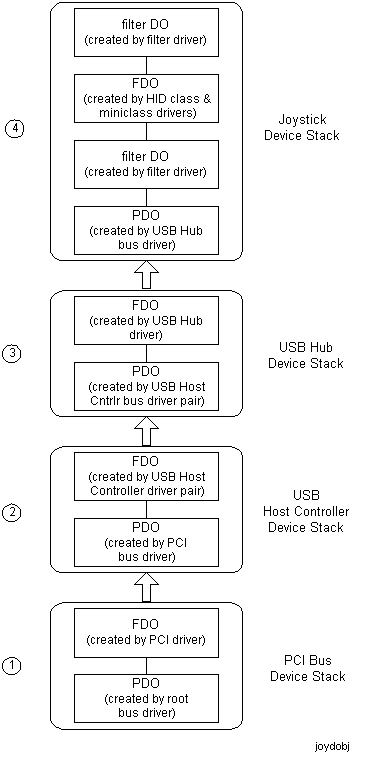 filter DO
(created by filter driver)
FDO
(created by HID class &
miniclass drivers)
4
Joystick
Device Stack
filter DO
(created by filter driver)
PDO
(created by USB Hub
bus driver)
FDO
(created by USB Hub
driver)
3
USB Hub
Device Stack
PDO
(created by USB Host
Cntrlr bus driver pair)
FDO
(created by USB Host
Controller driver pair)
2
USB
Host Controller
Device Stack
PDO
(created by PCI
bus driver)
FDO
(created by PCI driver)
1
PCI Bus
Device Stack
PDO
(created by root
bus driver)
joydobj